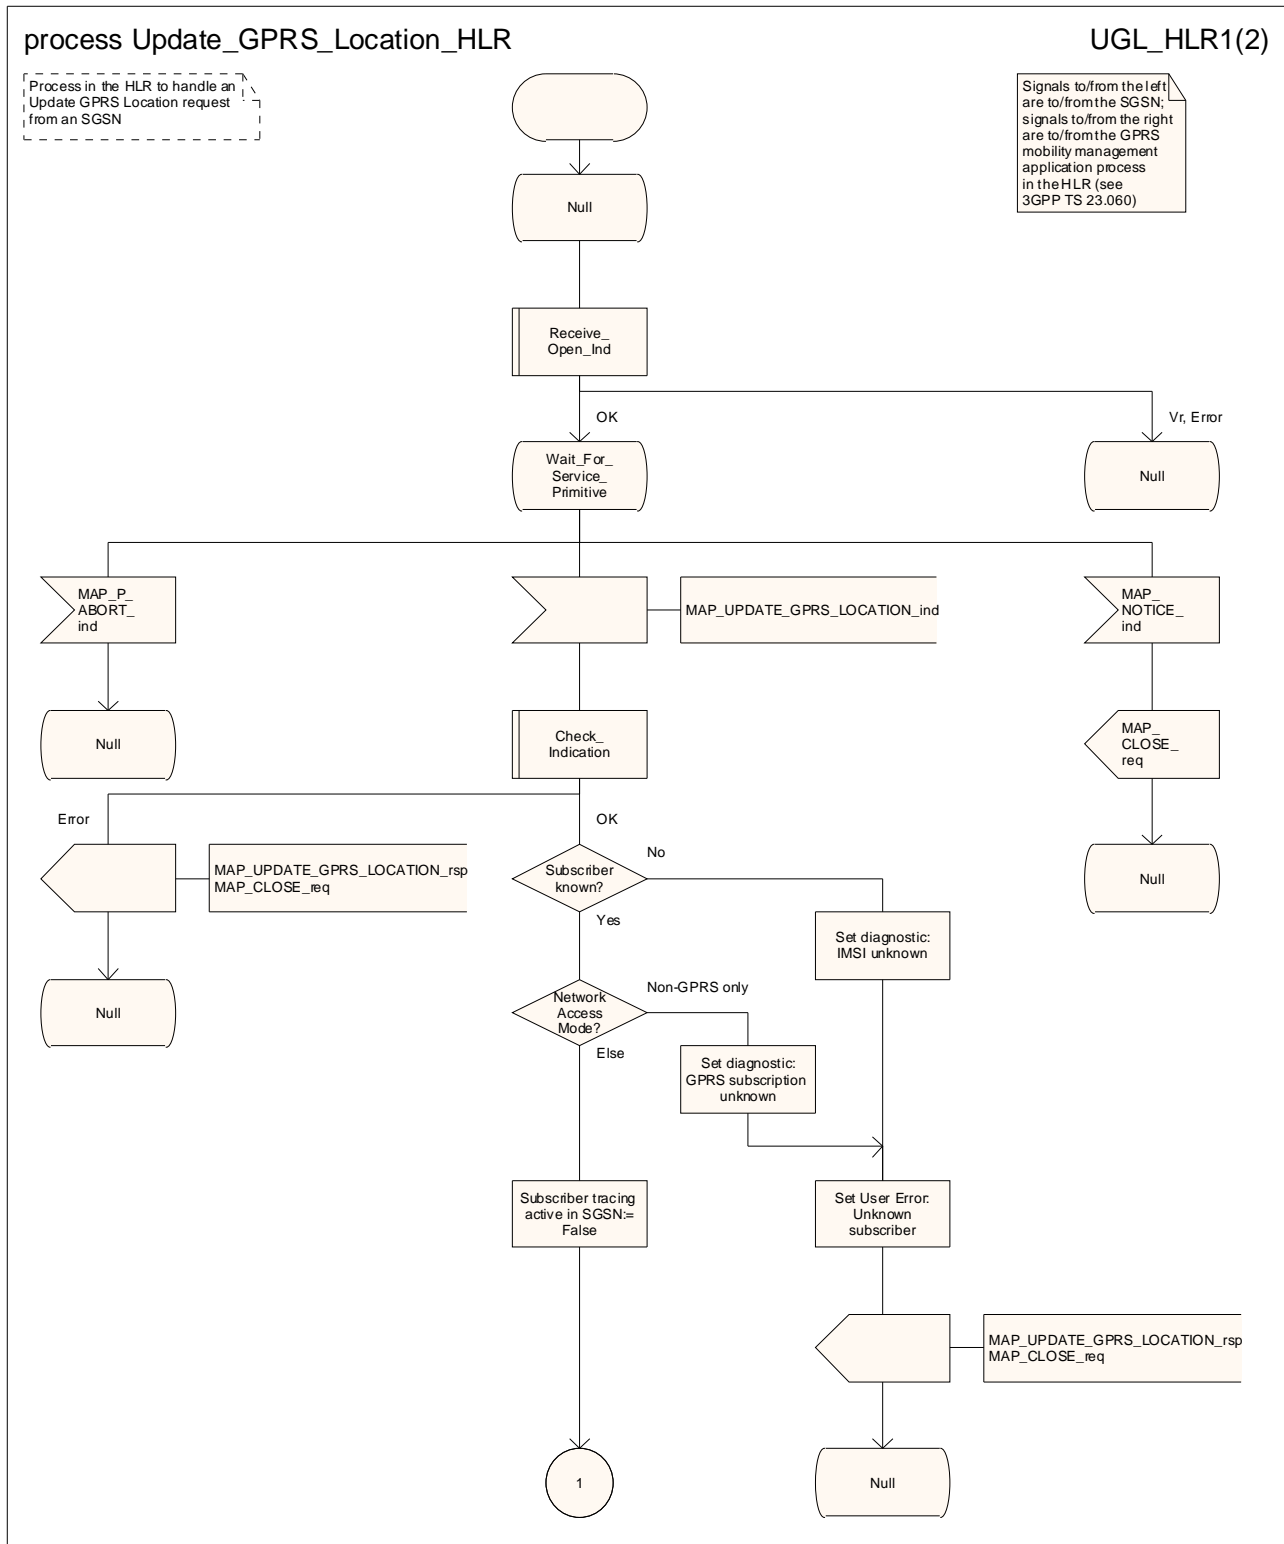 process Update_GPRS_Location_HLR
UGL_HLR1(2)
Process in the HLR to handle an
Update GPRS Location request
from an SGSN
Signals to/from the left
are to/from the SGSN;
signals to/from the right
are to/from the GPRS
mobility management
application process
in the HLR (see
3GPP TS 23.060)
Null
Receive_
Open_Ind
OK
Vr, Error
Wait_For_
Service_
Primitive
Null
MAP_P_
ABORT_
ind
MAP_UPDATE_GPRS_LOCATION_ind
MAP_
NOTICE_
ind
Null
Check_
Indication
MAP_
CLOSE_
req
Error
OK
MAP_UPDATE_GPRS_LOCATION_rsp
MAP_CLOSE_req
Subscriber
known?
No
Null
Yes
Set diagnostic:
IMSI unknown
Null
Network
Access
Mode?
Non-GPRS only
Else
Set diagnostic:
GPRS subscription
unknown
Subscriber tracing
active in SGSN:=
False
Set User Error:
Unknown
subscriber
MAP_UPDATE_GPRS_LOCATION_rsp
MAP_CLOSE_req
1
Null